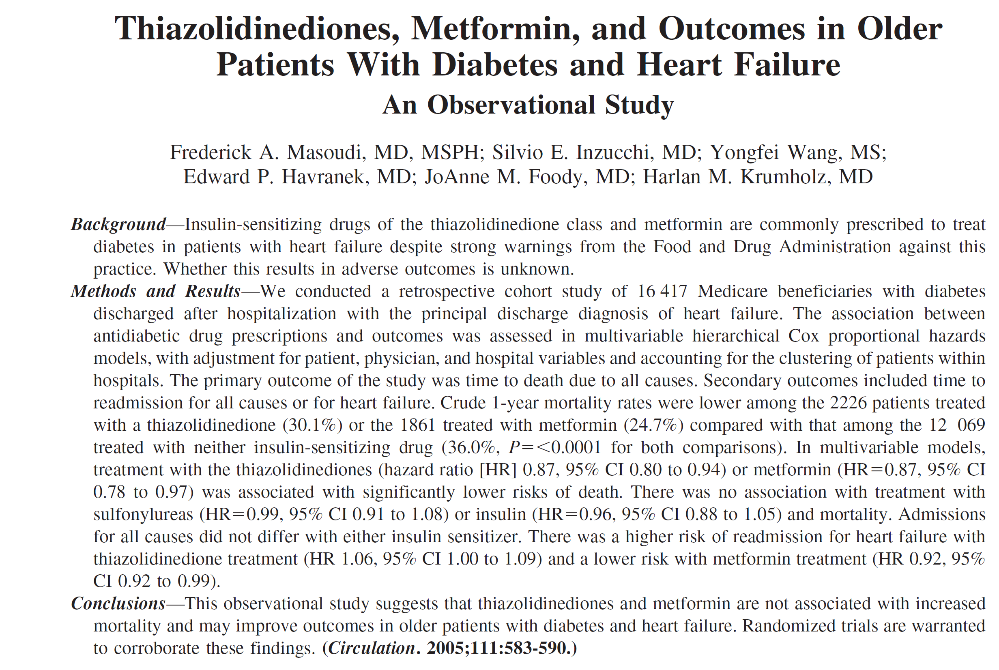 Thiazolidinediones, Metformin, and Outcomes in Older
Patients With Diabetes and Heart Failure
An Observational Study
Frederick A. Masoudi, MD, MSPH; Silvio E. Inzucchi, MD; Yongfei Wang, MS;
Edward P. Havranek, MD; JoAnne M. Foody, MD; Harlan M. Krumholz, MD
Background—Insulin-sensitizing drugs of the thiazolidinedione class and metformin are commonly prescribed to treat
diabetes in patients with heart failure despite strong warnings from the Food and Drug Administration against this
practice. Whether this results in adverse outcomes is unknown.
Methods and Results—We conducted a retrospective cohort study of 16 417 Medicare beneficiaries with diabetes
discharged after hospitalization with the principal discharge diagnosis of heart failure. The association between
antidiabetic drug prescriptions and outcomes was assessed in multivariable hierarchical Cox proportional hazards
models, with adjustment for patient, physician, and hospital variables and accounting for the clustering of patients within
hospitals. The primary outcome of the study was time to death due to all causes. Secondary outcomes included time to
readmission for all causes or for heart failure. Crude 1-year mortality rates were lower among the 2226 patients treated
with a thiazolidinedione (30.1%) or the 1861 treated with metformin (24.7%) compared with that among the 12 069
treated with neither insulin-sensitizing drug (36.0%, P=<0.0001 for both comparisons). In multivariable models,
treatment with the thiazolidinediones (hazard ratio [HR] 0.87, 95% CI 0.80 to 0.94) or metformin (HR=0.87, 95% CI
0.78 to 0.97) was associated with significantly lower risks of death. There was no association with treatment with
sulfonylureas (HR=0.99, 95% CI 0.91 to 1.08) or insulin (HR=0.96, 95% CI 0.88 to 1.05) and mortality. Admissions
for all causes did not differ with either insulin sensitizer. There was a higher risk of readmission for heart failure with
thiazolidinedione treatment (HR 1.06, 95% CI 1.00 to 1.09) and a lower risk with metformin treatment (HR 0.92, 95%
CI 0.92 to 0.99).
Conclusions—This observational study suggests that thiazolidinediones and metformin are not associated with increased
mortality and may improve outcomes in older patients with diabetes and heart failure. Randomized trials are warranted
to corroborate these findings. (Circulation. 2005;111:583-590.)